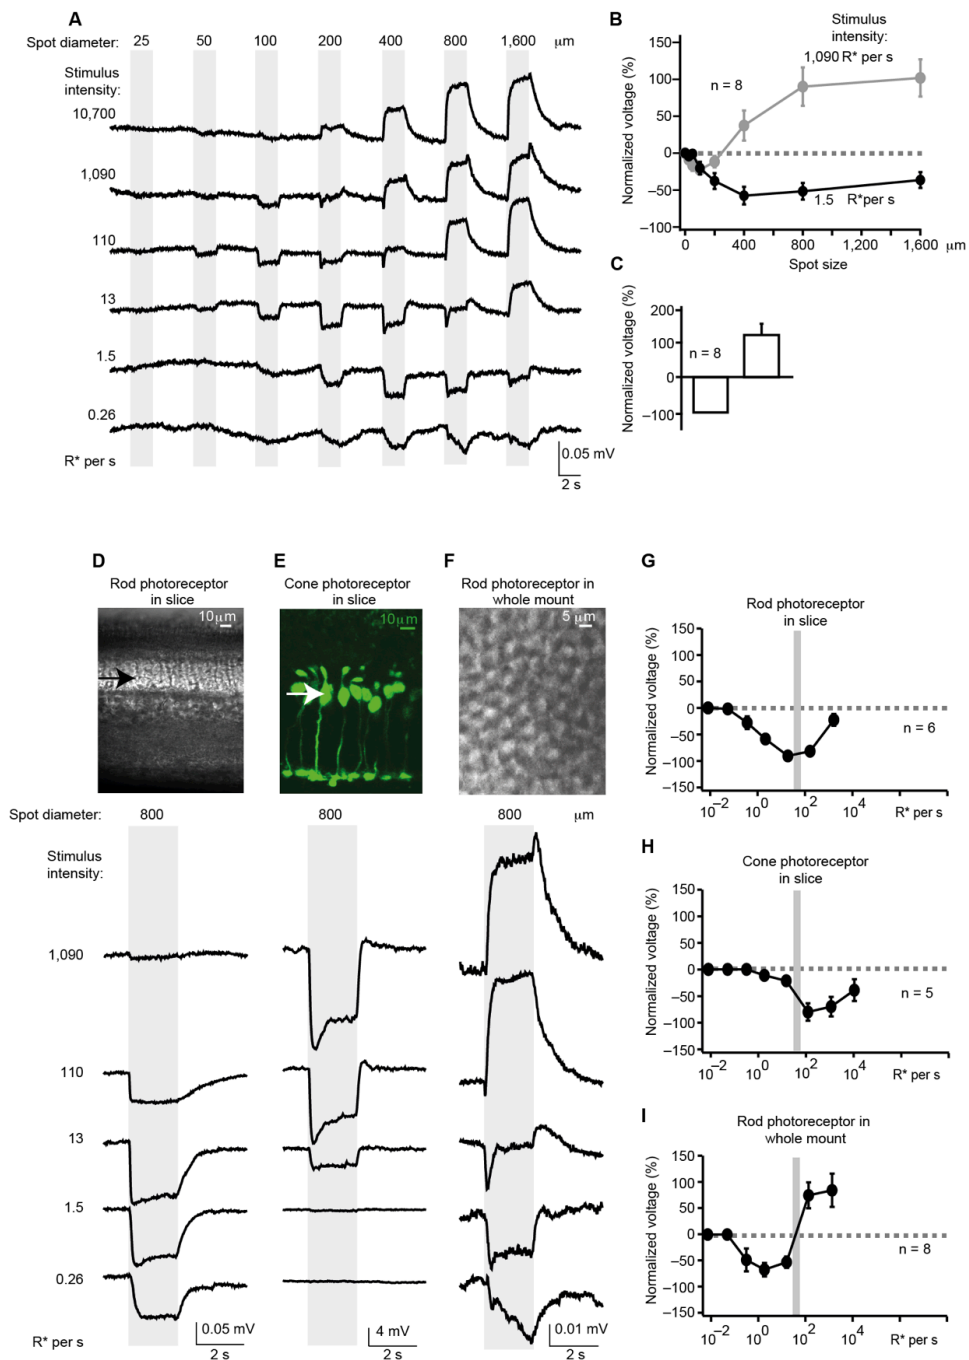 A
Spot diameter: 25 50 100 200 400 800 1,600 μm
Stimulus
intensity:
10,700
1,090
110
13
1.5
0.26
R* per s
0.05 mV
2 s
B
Stimulus
intensity:
1,090 R* per s
n = 8
1.5 R*per s
Normalized voltage (%)
150
100
50
0
−50
−100
0 400 800 1,200 1,600 μm
Spot size
C
Normalized voltage (%)
200
100
0
−100
n = 8
D
Rod photoreceptor
in slice
10 μm
E
Cone photoreceptor
in slice
10 μm
F
Rod photoreceptor in
whole mount
5 μm
Spot diameter: 800 800 800 μm
Stimulus
intensity:
1,090
110
13
1.5
0.26
R* per s
0.05 mV
2 s
4 mV
2 s
0.01 mV
2 s
G
Rod photoreceptor
in slice
Normalized voltage (%)
150
100
50
0
−50
−100
−150
n = 6
10−2 100 102 104 R* per s
H
Cone photoreceptor
in slice
Normalized voltage (%)
150
100
50
0
−50
−100
−150
n = 5
10−2 100 102 104 R* per s
I
Rod photoreceptor in
whole mount
Normalized voltage (%)
150
100
50
0
−50
−100
−150
n = 8
10−2 100 102 104 R* per s